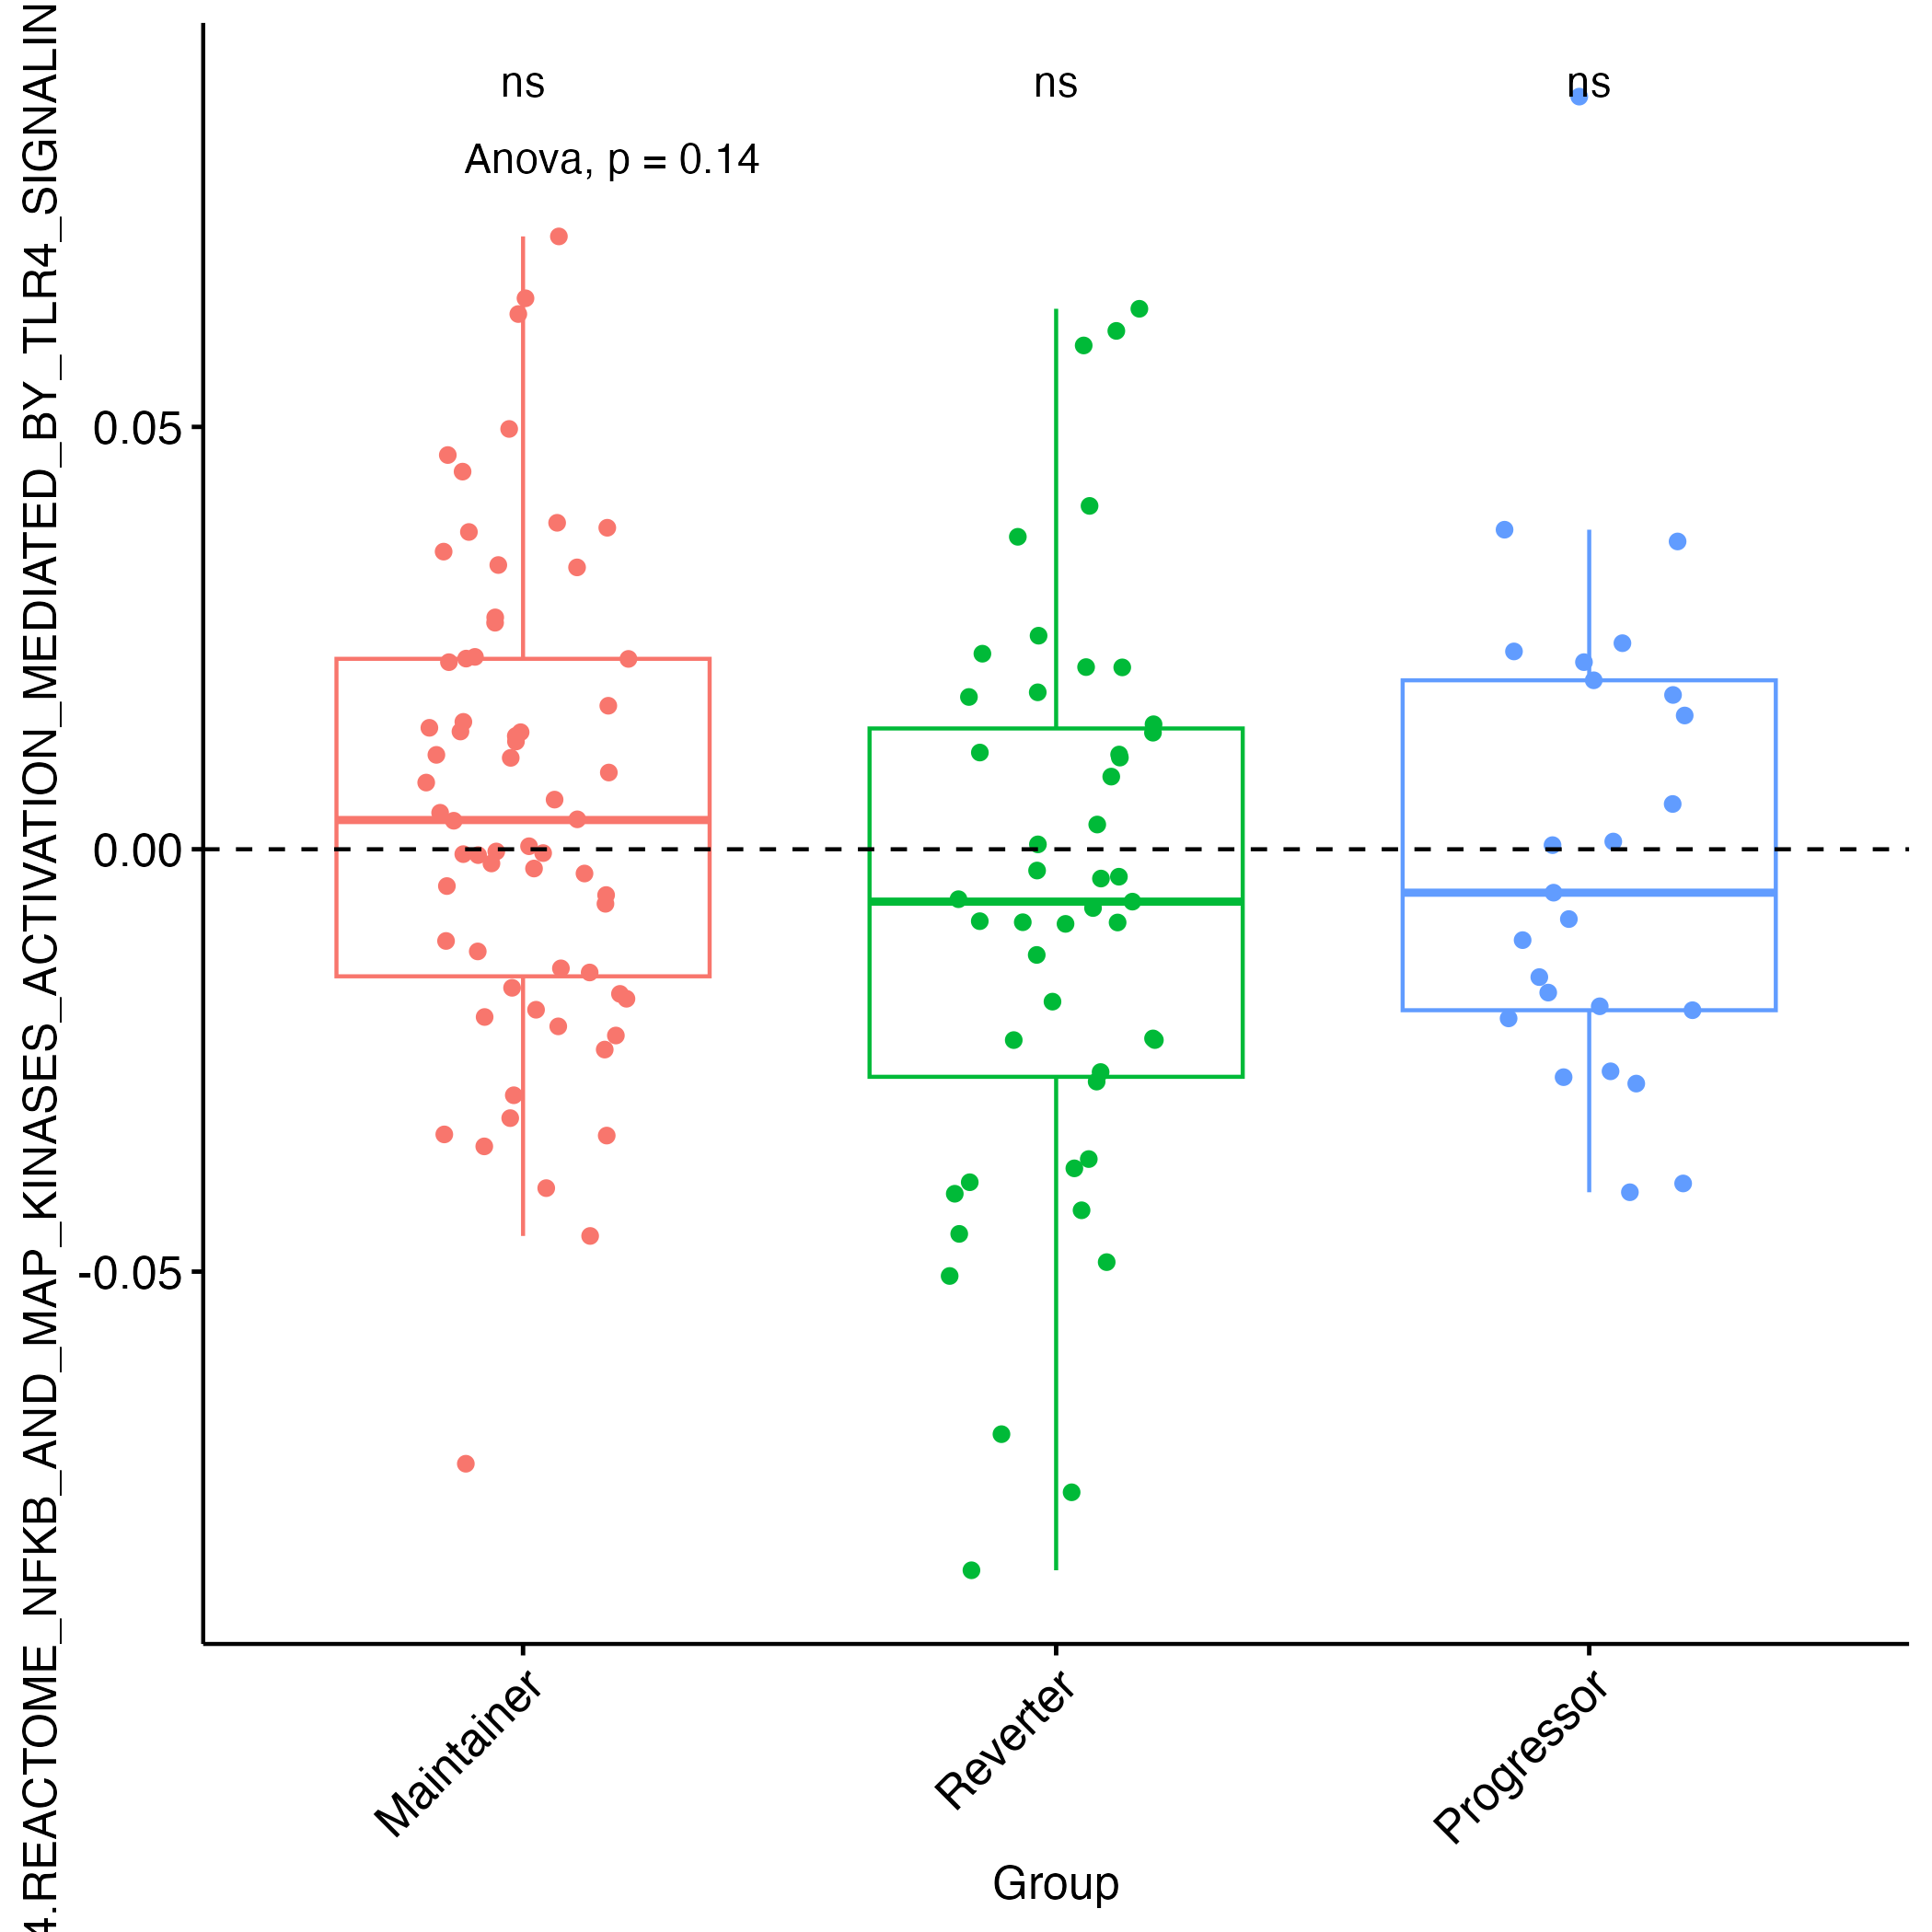 4.REACTOME_NFKB_AND_MAP_KINASES_ACTIVATION_MEDIATED_BY_TLR4_SIGNALIN
ns
ns
ns
Anova, p = 0.14
0.05
0.00
-0.05
Maintainer
Reverter
Progressor
Group